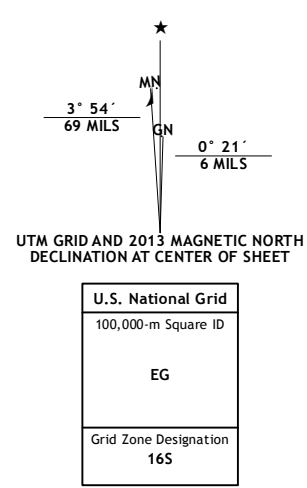 MN
3° 54´
69 MILS
GN
0° 21´
6 MILS
UTM GRID AND 2013 MAGNETIC NORTH
DECLINATION AT CENTER OF SHEET
U.S. National Grid
100,000-m Square ID
EG
Grid Zone Designation
16S